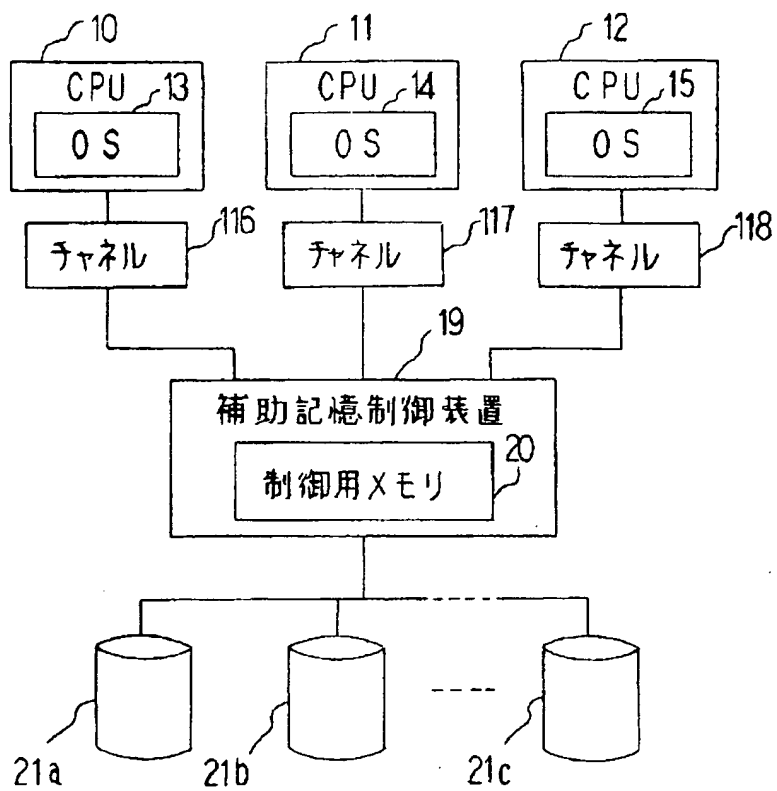 10 11 12
CPU CPU CPU
13 14 15
OS OS OS
116 117 118
チャネル チャネル チャネル
19
補助記憶制御装置
20
制御用メモリ
21a 21b 21c